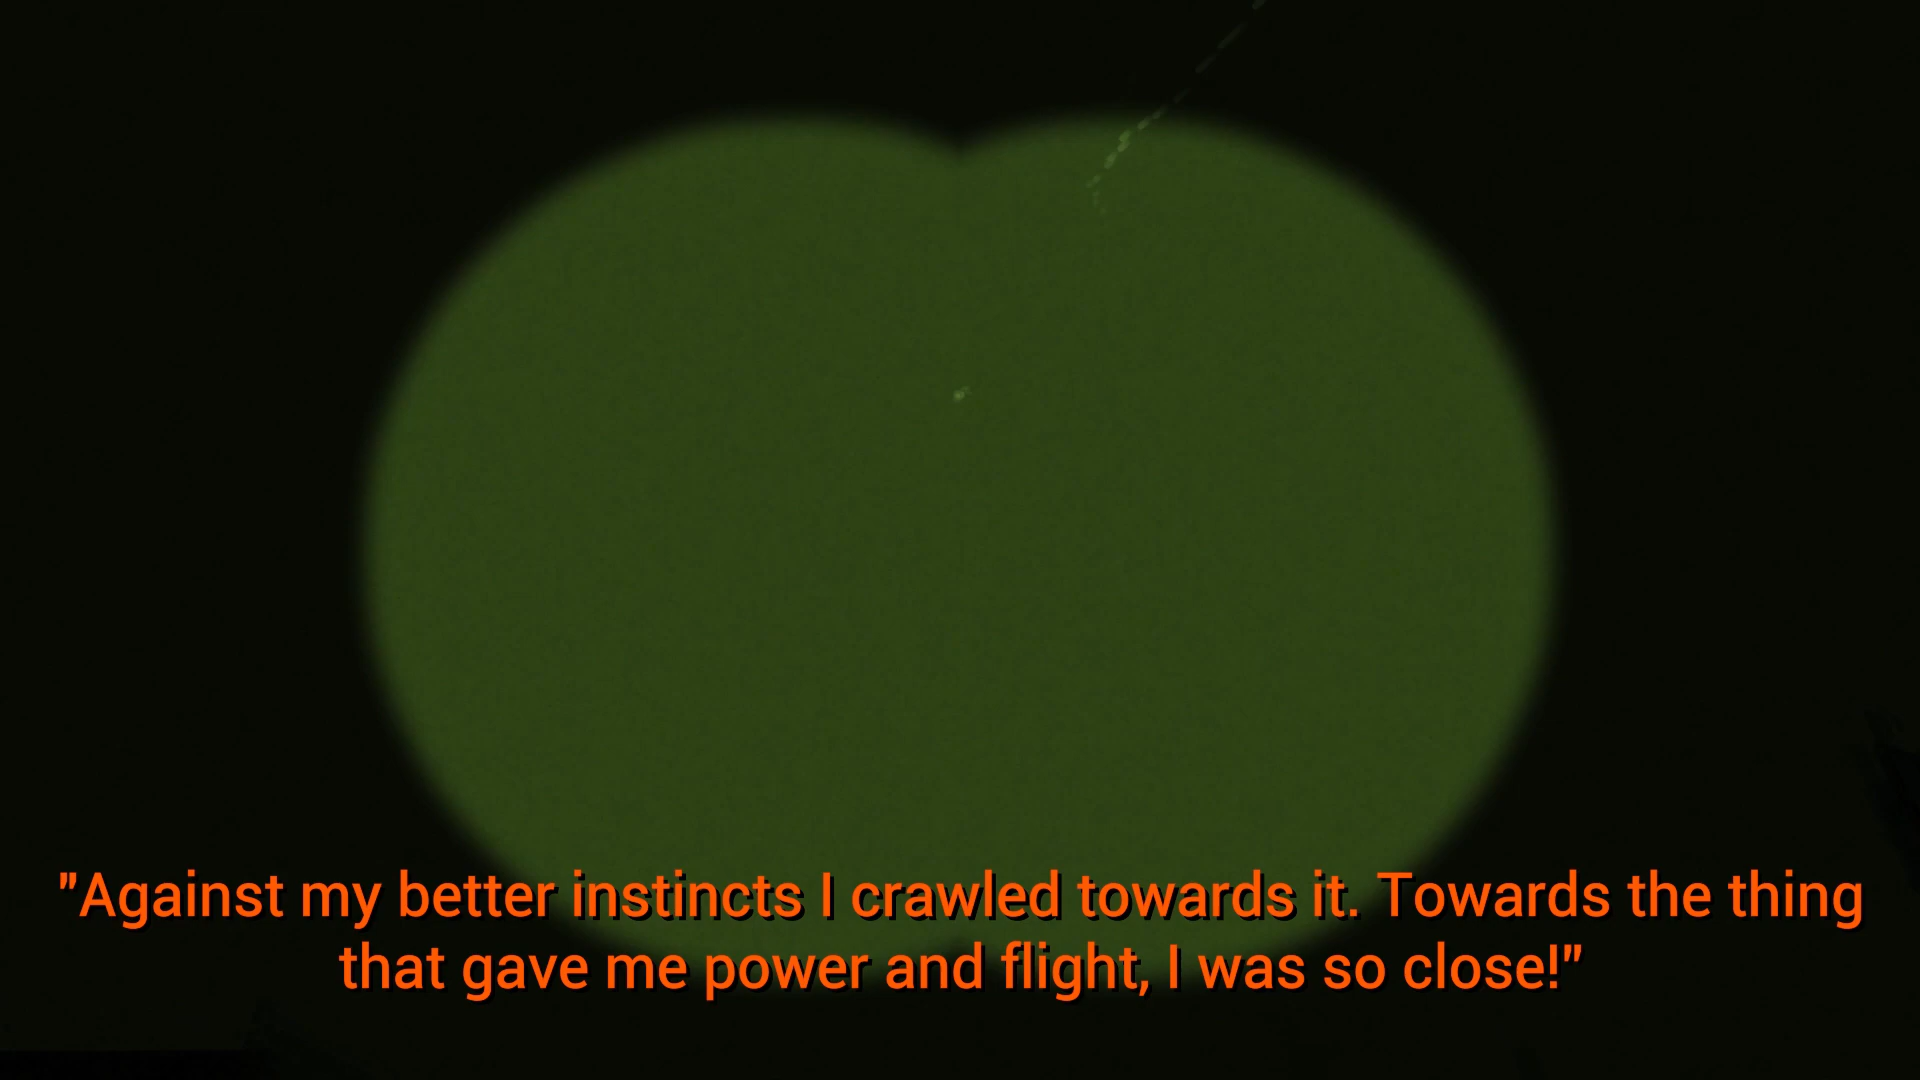 "Against my better instincts I crawled towards it. Towards the thing
that gave me power and flight, I was so close!"